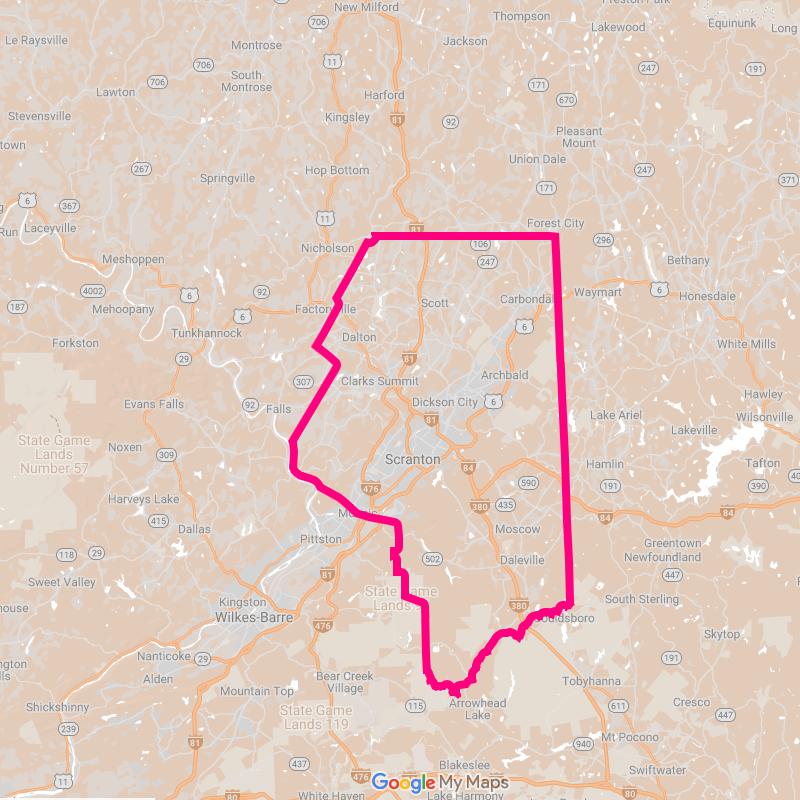 New Milford
Preston Park
Thompson
Lakewood
Equinunk
Long
Le Raysville
706
Montrose
Jackson
11
706
706
247
191
South
Montrose
171
Lawton
Harford
670
Stevensville
Kingsley
81
92
Pleasant
Mount
town
Union Dale
267
Hop Bottom
247
Springville
371
171
6
367
11
Laceyville
Run
Forest City
81
Nicholson
106
296
Meshoppen
247
Bethany
4002
6
92
Carbondale
Waymart
6
Honesdale
187
Mehoopany
Factoryville
Scott
6
6
Tunkhannock
Dalton
White Mills
Forkston
29
81
307
Clarks Summit
Archbald
Hawley
Evans Falls
92
Falls
Dickson City
6
Wilsonville
81
Lake Ariel
Lakeville
State Game
Lands
Number 57
Noxen
309
Scranton
84
Hamlin
Tafton
476
590
191
390
Harveys Lake
380
435
84
84
415
Dallas
Pittston
Moscow
118
29
502
Daleville
Greentown
Newfoundland
447
Sweet Valley
81
State Game
Lands
house
Kingston
380
South Sterling
Wilkes-Barre
476
Gouldsboro
Skytop
Nanticoke
29
191
ngton
lls
Alden
Bear Creek
Village
Tobyhanna
Mountain Top
Shickshinny
115
Arrowhead
Lake
611
Cresco
State Game
Lands 119
447
239
81
Mt Pocono
940
437
Blakeslee
Swiftwater
11
476
80
80
80
White Haven
Lake Harmony
Google My Maps